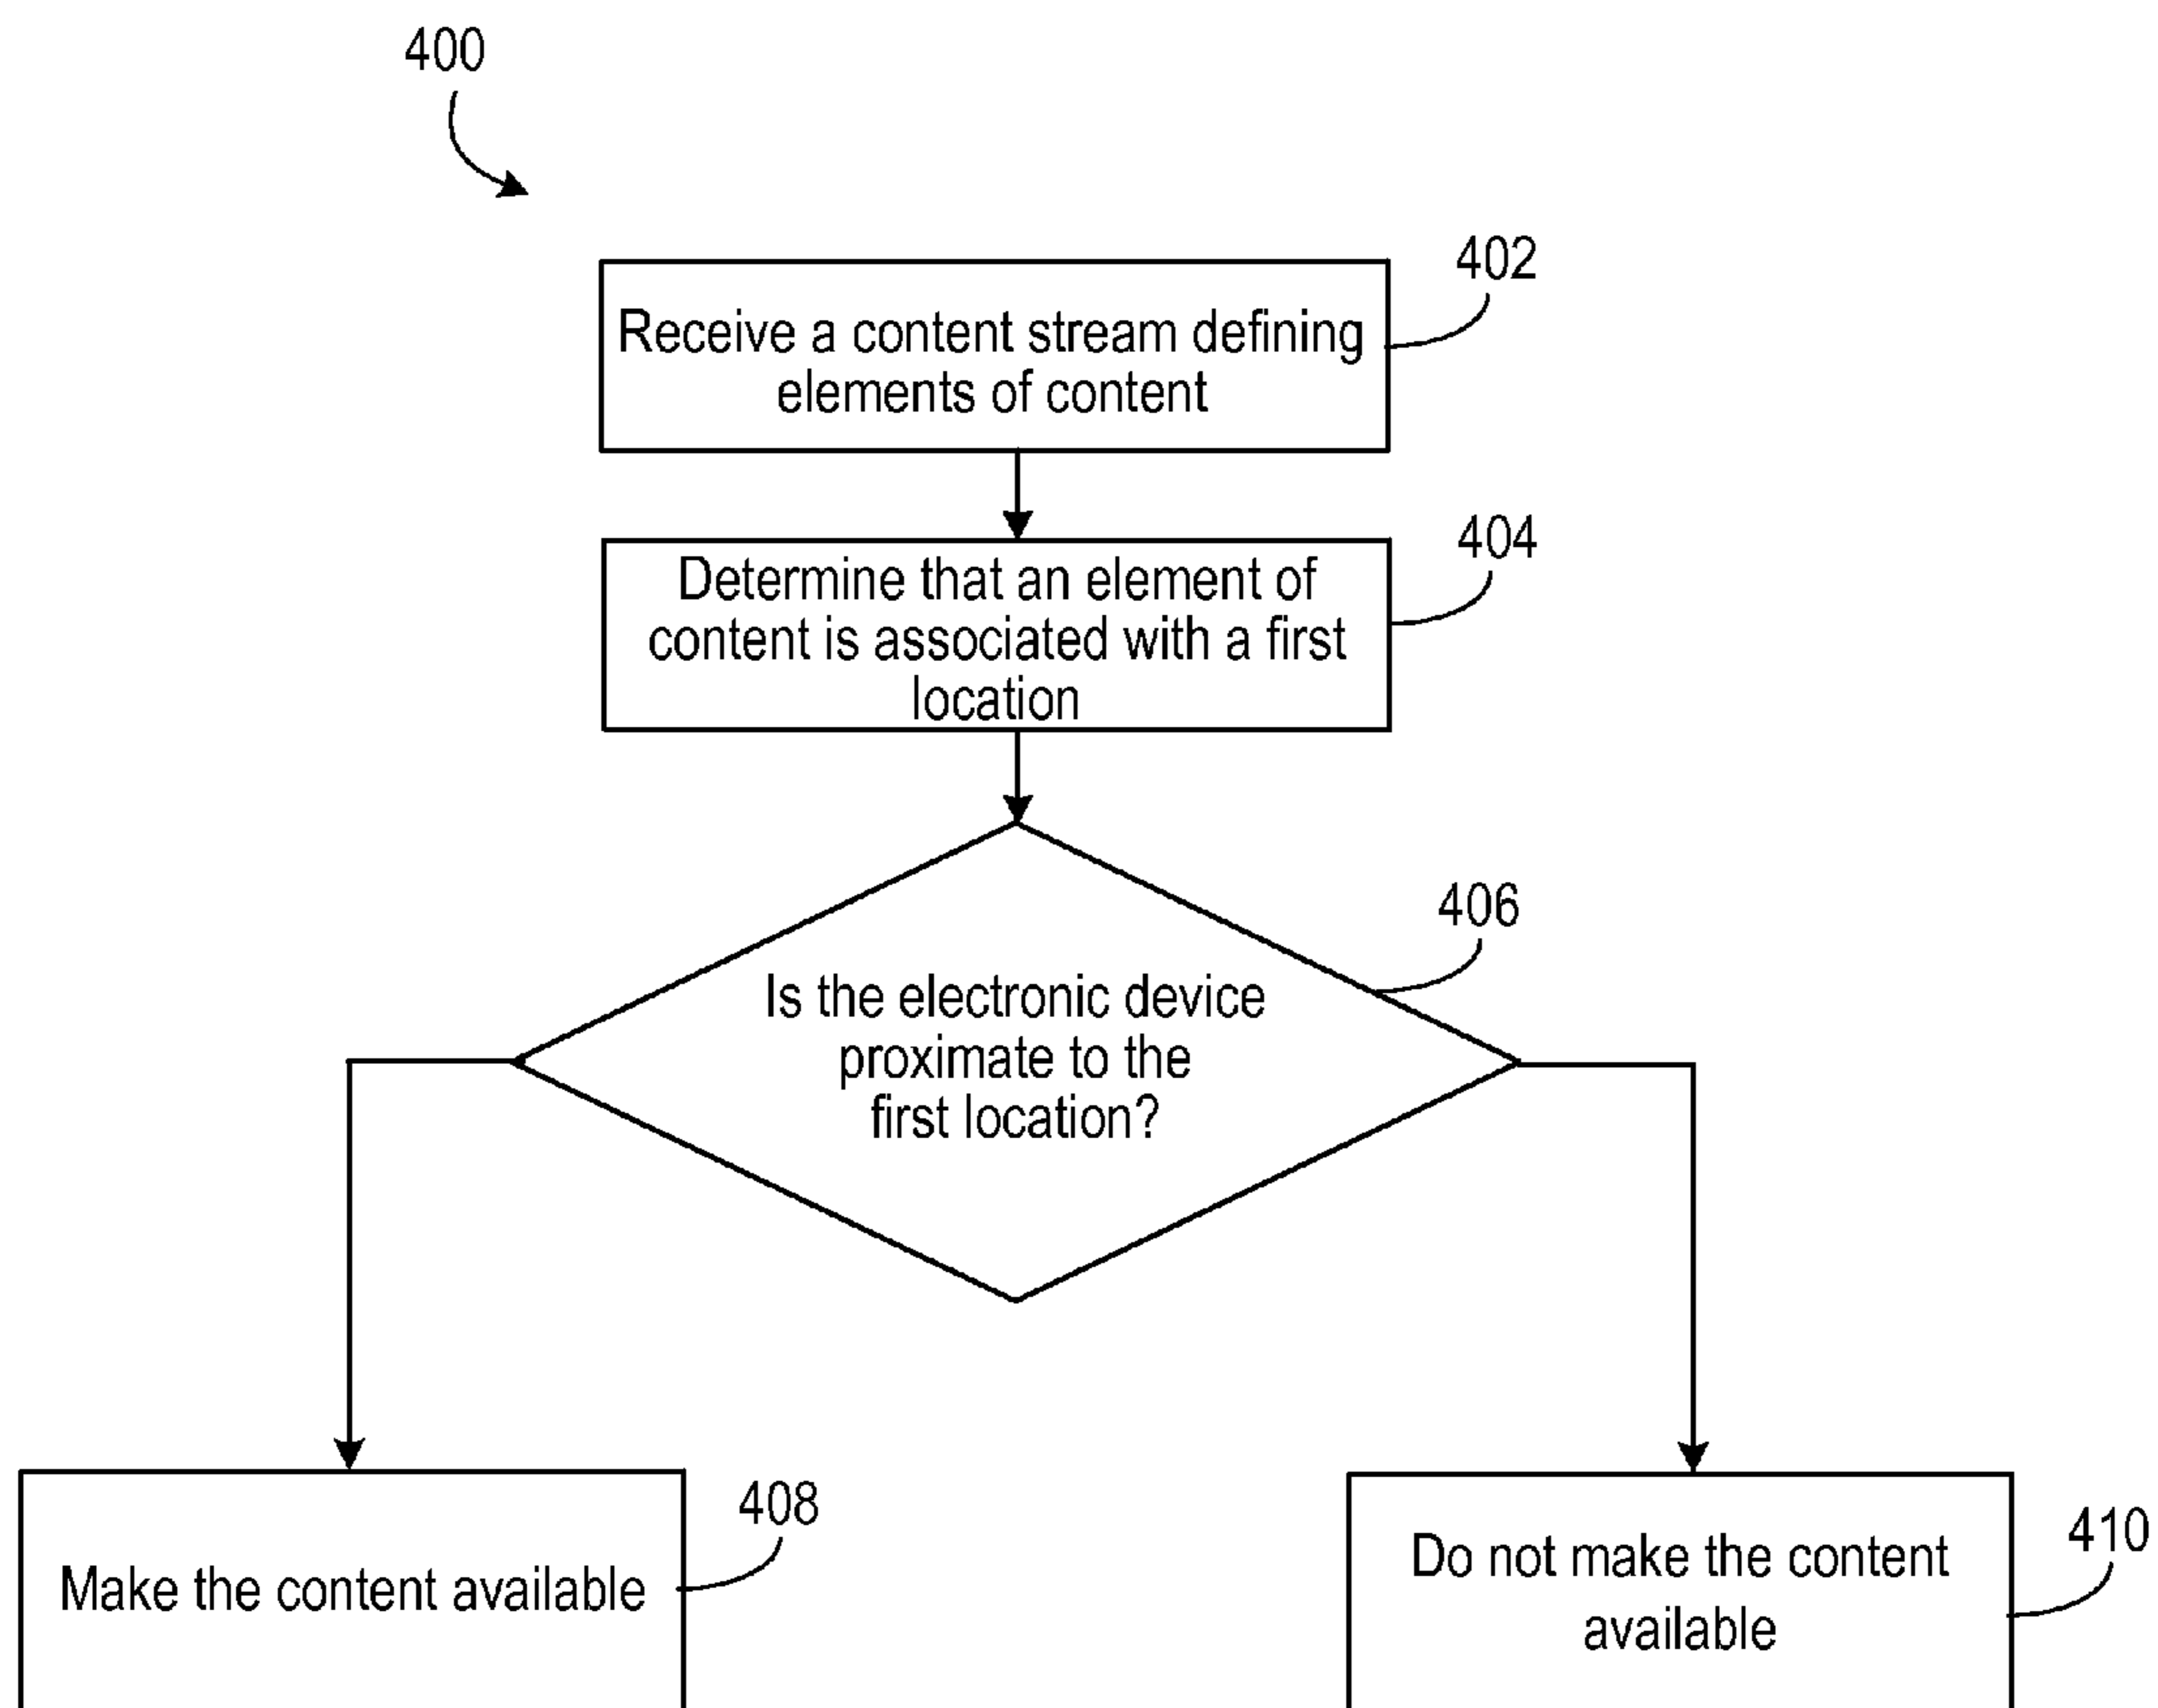 400
402
Receive a content stream defining
elements of content
404
Determine that an element of
content is associated with a first
location
406
Is the electronic device
proximate to the
first location?
408
Make the content available
410
Do not make the content
available